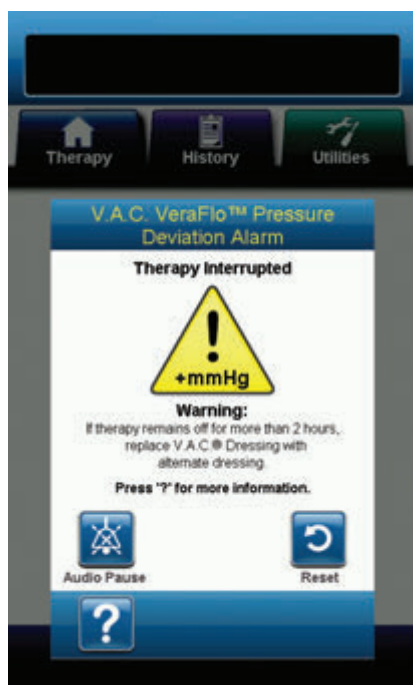 Therapy
History
Utilities
V.A.C. VeraFlo™ Pressure
Deviation Alarm
Therapy Interrupted
!
+mmHg
Warning:
If therapy remains off for more than 2 hours,
replace V.A.C.® Dressing with
alternate dressing.
Press '?' for more information.
Audio Pause
Reset
?